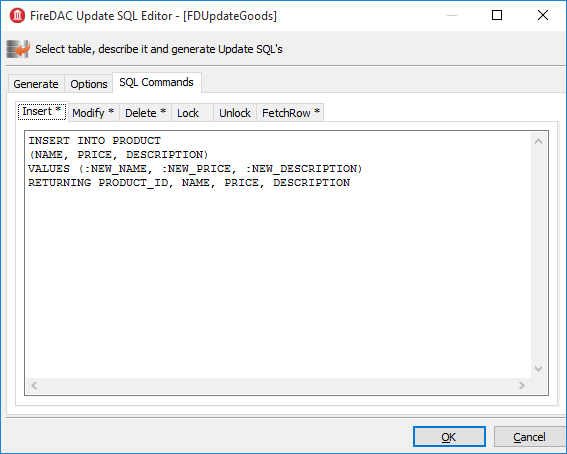 FireDAC Update SQL Editor - [FDUpdateGoods]
Select table, describe it and generate Update SQL's
Generate Options SQL Commands
Insert * Modify * Delete * Lock Unlock FetchRow *
INSERT INTO PRODUCT
(NAME, PRICE, DESCRIPTION)
VALUES (:NEW_NAME, :NEW_PRICE, :NEW_DESCRIPTION)
RETURNING PRODUCT_ID, NAME, PRICE, DESCRIPTION
OK Cancel